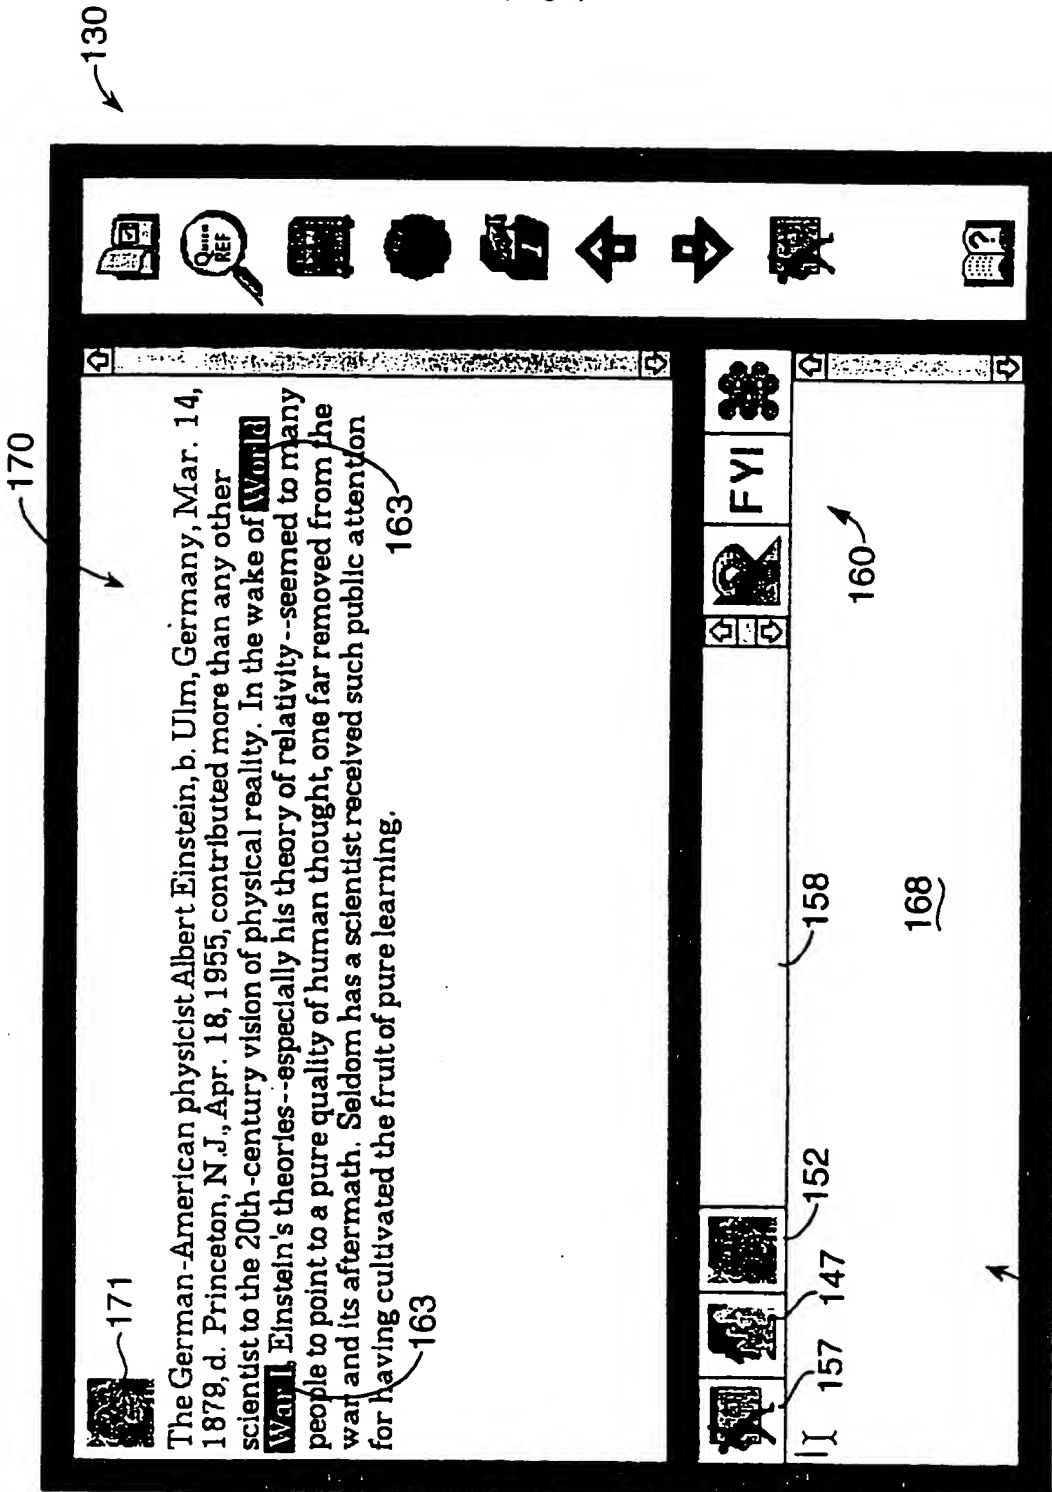 130
170
171
The German-American physicist Albert Einstein, b. Ulm, Germany, Mar. 14,
1879, d. Princeton, N.J., Apr. 18, 1955, contributed more than any other
scientist to the 20th-century vision of physical reality. In the wake of World
War I, Einstein's theories--especially his theory of relativity--seemed to many
people to point to a pure quality of human thought, one far removed from the
war and its aftermath. Seldom has a scientist received such public attention
for having cultivated the fruit of pure learning.
163
163
QUICK
REF
?
FYI
157
147
152
158
160
168